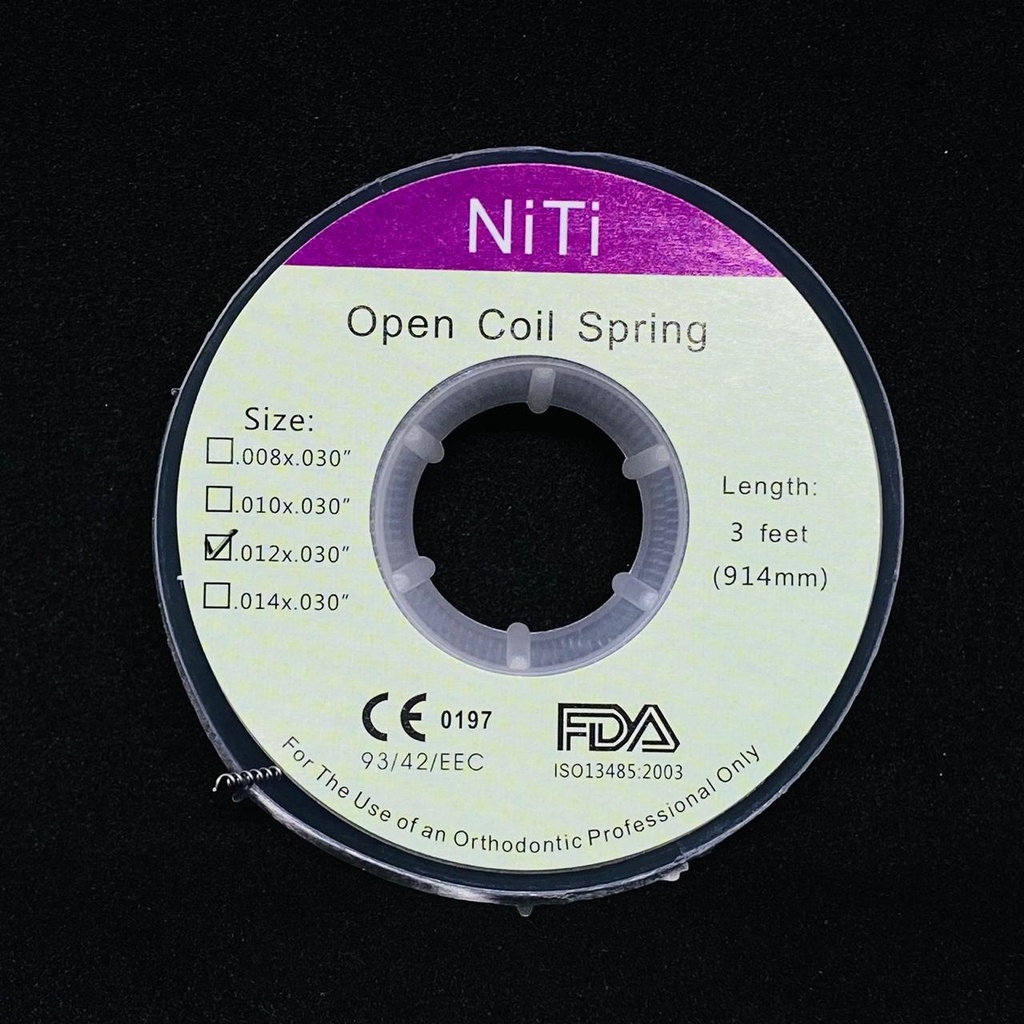 NiTi
Open Coil Spring
Size:
.008x.030"
.010x.030"
.012x.030"
.014x.030"
Length:
3 feet
(914mm)
CE 0197
93/42/EEC
FDA
ISO13485:2003
For The Use of an Orthodontic Professional Only